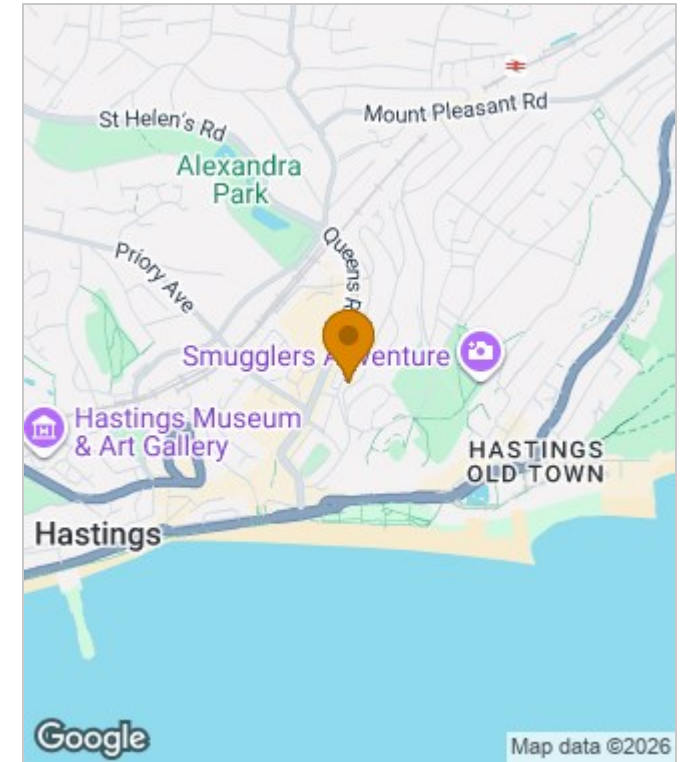 St Helen's Rd
Mount Pleasant Rd
Alexandra
Park
Queens R
Priory Ave
Smugglers A venture
Hastings Museum
& Art Gallery
HASTINGS
OLD TOWN
Hastings
Google
Map data ©2026